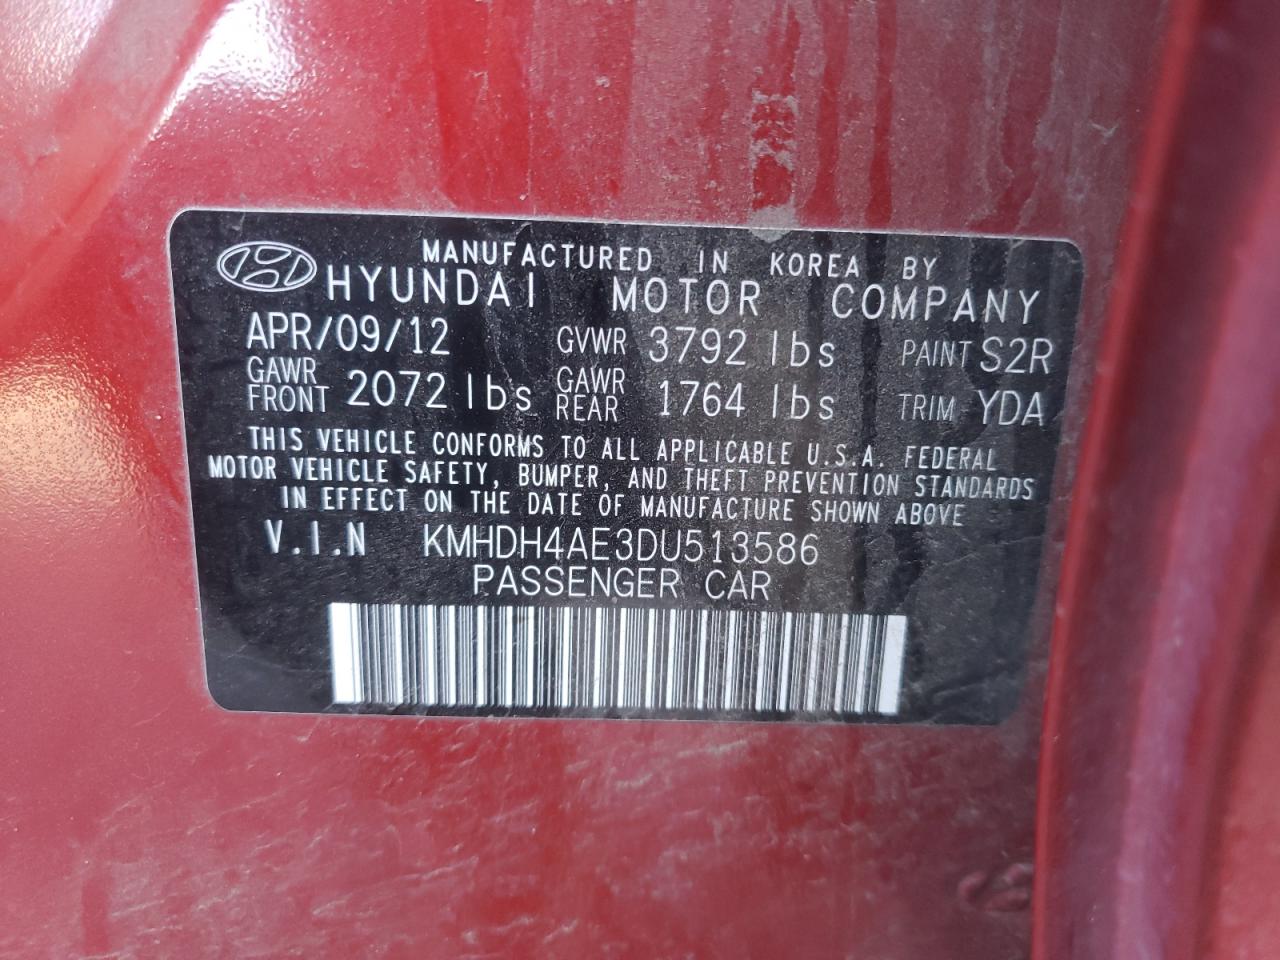 MANUFACTURED IN KOREA BY
HYUNDAI MOTOR COMPANY
APR/09/12 GVWR 3792 lbs PAINT S2R
GAWR FRONT 2072 lbs GAWR REAR 1764 lbs TRIM YDA
THIS VEHICLE CONFORMS TO ALL APPLICABLE U.S.A. FEDERAL
MOTOR VEHICLE SAFETY, BUMPER, AND THEFT PREVENTION STANDARDS
IN EFFECT ON THE DATE OF MANUFACTURE SHOWN ABOVE
V.I.N KMHDH4AE3DU513586
PASSENGER CAR